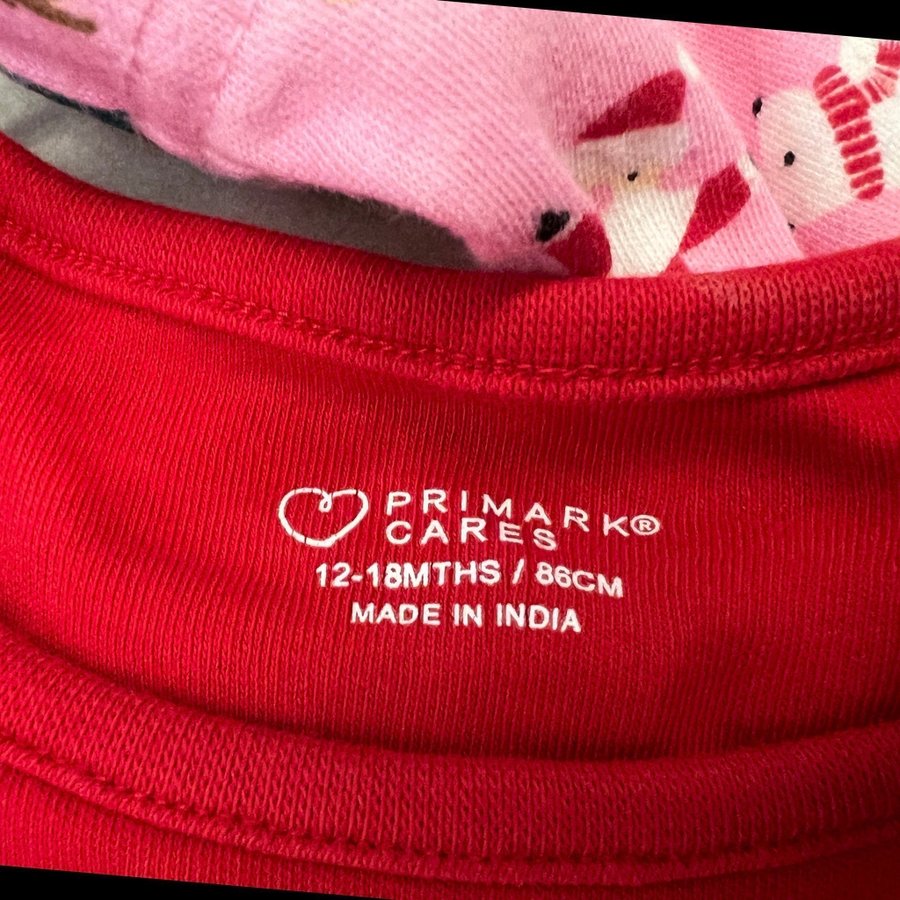 PRIMARK®
CARES
12-18MTHS / 86CM
MADE IN INDIA